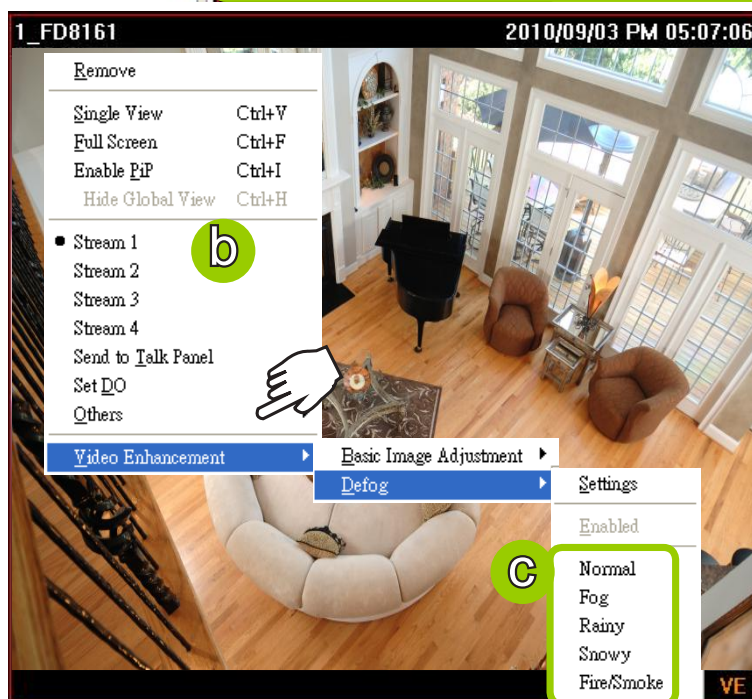 1_FD8161 2010/09/03 PM 05:07:06
Remove
Single View Ctrl+V
Full Screen Ctrl+F
Enable PiP Ctrl+I
Hide Global View Ctrl+H
b
Stream 1
Stream 2
Stream 3
Stream 4
Send to Talk Panel
Set DO
Others
Video Enhancement
Basic Image Adjustment
Defog
Settings
Enabled
c
Normal
Fog
Rainy
Snowy
Fire/Smoke
VE